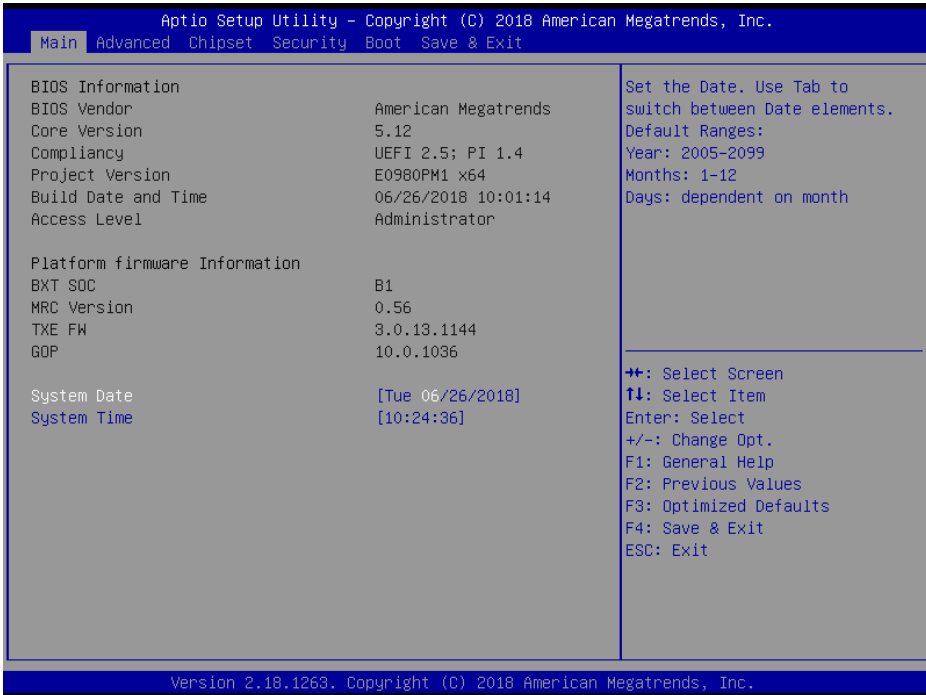 Aptio Setup Utility – Copyright (C) 2018 American Megatrends, Inc.
Main Advanced Chipset Security Boot Save & Exit
BIOS Information
BIOS Vendor American Megatrends
Core Version 5.12
Compliancy UEFI 2.5; PI 1.4
Project Version E0980PM1 x64
Build Date and Time 06/26/2018 10:01:14
Access Level Administrator
Platform firmware Information
BXT SOC B1
MRC Version 0.56
TXE FW 3.0.13.1144
GOP 10.0.1036
System Date [Tue 06/26/2018]
System Time [10:24:36]
Set the Date. Use Tab to
switch between Date elements.
Default Ranges:
Year: 2005-2099
Months: 1-12
Days: dependent on month
→←: Select Screen
↑↓: Select Item
Enter: Select
+/-: Change Opt.
F1: General Help
F2: Previous Values
F3: Optimized Defaults
F4: Save & Exit
ESC: Exit
Version 2.18.1263. Copyright (C) 2018 American Megatrends, Inc.